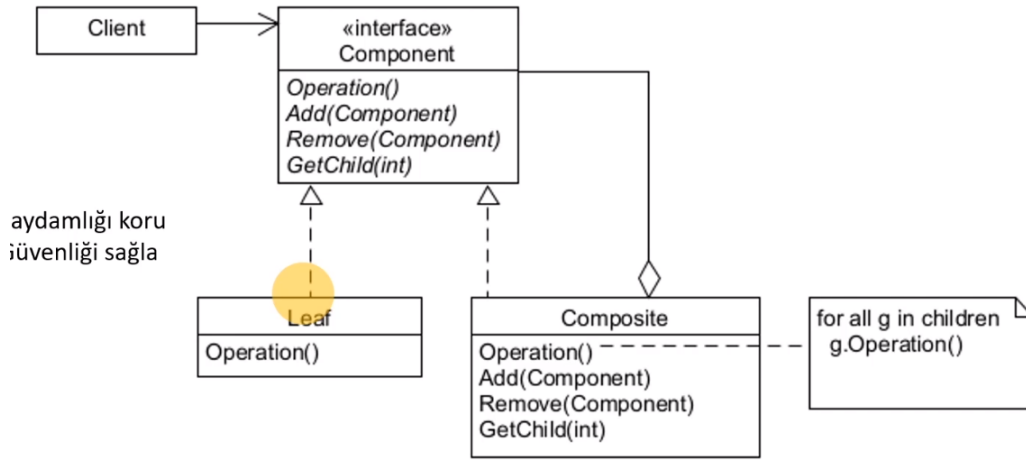 Client
«interface»
Component
Operation()
Add(Component)
Remove(Component)
GetChild(int)
aydamlığı koru
üvenliği sağla
Leaf
Operation()
Composite
Operation()
Add(Component)
Remove(Component)
GetChild(int)
for all g in children
g.Operation()